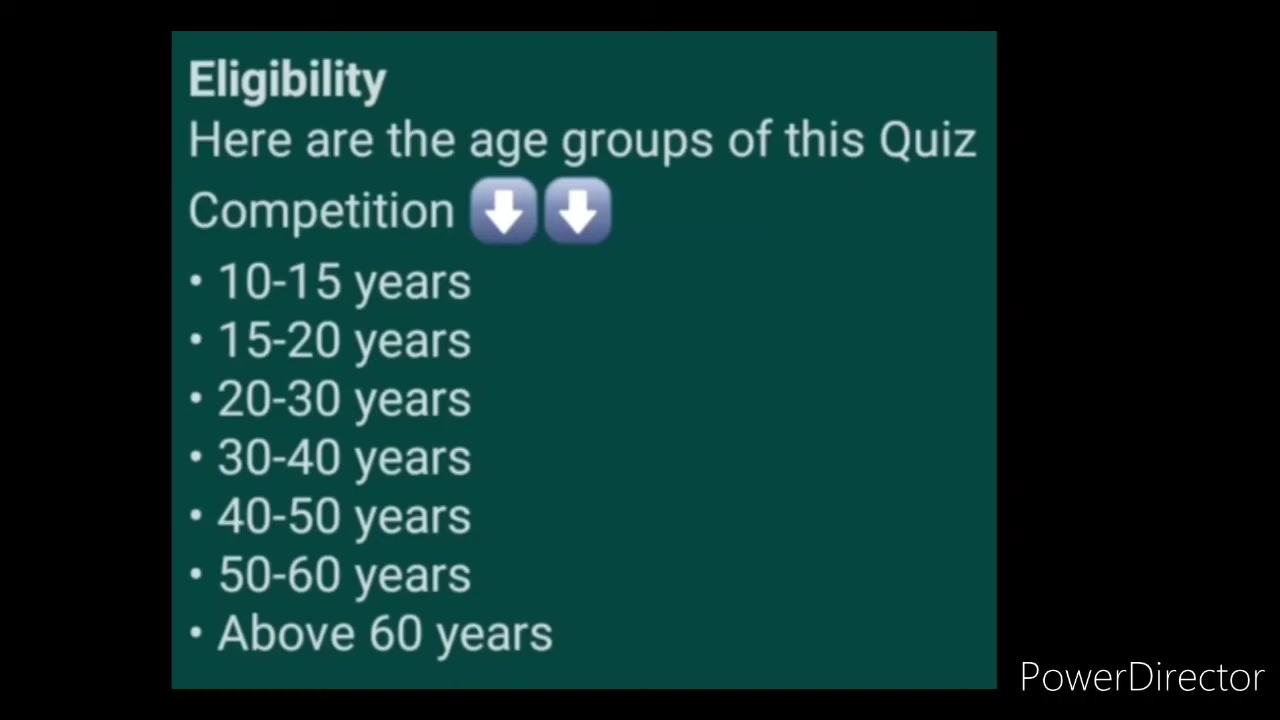 Eligibility
Here are the age groups of this Quiz
Competition ⬇️⬇️
• 10-15 years
• 15-20 years
• 20-30 years
• 30-40 years
• 40-50 years
• 50-60 years
• Above 60 years
PowerDirector